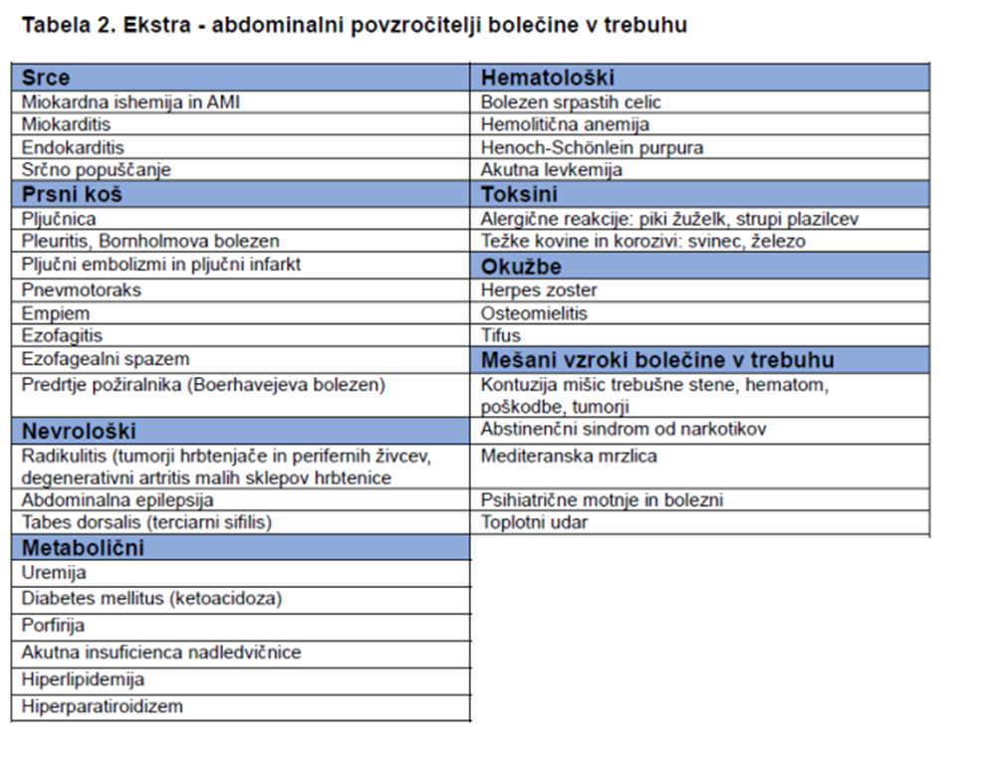 Tabela 2. Ekstra - abdominalni povzročitelji bolečine v trebuhu
Srce
Miokardna ishemija in AMI
Miokarditis
Endokarditis
Srčno popuščanje
Prsni koš
Pljučnica
Pleuritis, Bornholmova bolezen
Pljučni embolizmi in pljučni infarkt
Pnevmotoraks
Empiem
Ezofagitis
Ezofagealni spazem
Predrtje požiralnika (Boerhavejeva bolezen)
Nevrološki
Radikulitis (tumorji hrbtenjače in perifernih živcev,
degenerativni artritis malih sklepov hrbtenice
Abdominalna epilepsija
Tabes dorsalis (terciarni sifilis)
Metabolični
Uremija
Diabetes mellitus (ketoacidoza)
Porfirija
Akutna insuficienca nadledvičnice
Hiperlipidemija
Hiperparatiroidizem
Hematološki
Bolezen srpastih celic
Hemolitična anemija
Henoch-Schönlein purpura
Akutna levkemija
Toksini
Alergične reakcije: piki žuželk, strupi plazilcev
Težke kovine in korozivi: svinec, železo
Okužbe
Herpes zoster
Osteomielitis
Tifus
Mešani vzroki bolečine v trebuhu
Kontuzija mišic trebušne stene, hematom,
poškodbe, tumorji
Abstinenčni sindrom od narkotikov
Mediteranska mrzlica
Psihiatrične motnje in bolezni
Toplotni udar